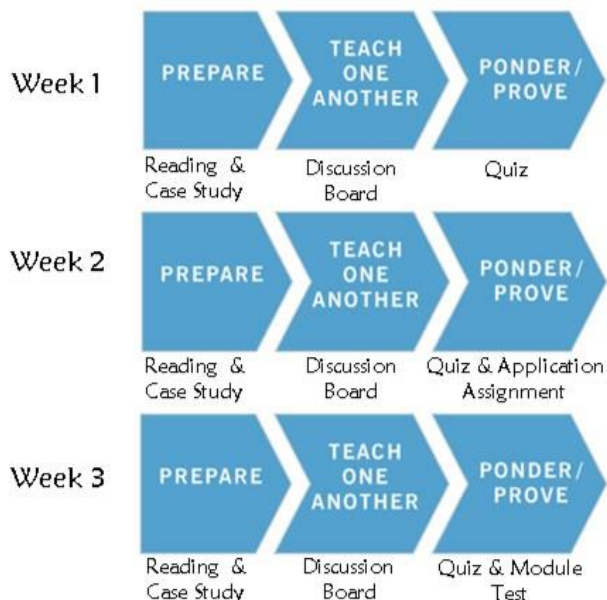 Week 1
PREPARE
TEACH
ONE
ANOTHER
PONDER/
PROVE
Reading &
Case Study
Discussion
Board
Quiz
Week 2
PREPARE
TEACH
ONE
ANOTHER
PONDER/
PROVE
Reading &
Case Study
Discussion
Board
Quiz & Application
Assignment
Week 3
PREPARE
TEACH
ONE
ANOTHER
PONDER/
PROVE
Reading &
Case Study
Discussion
Board
Quiz & Module
Test